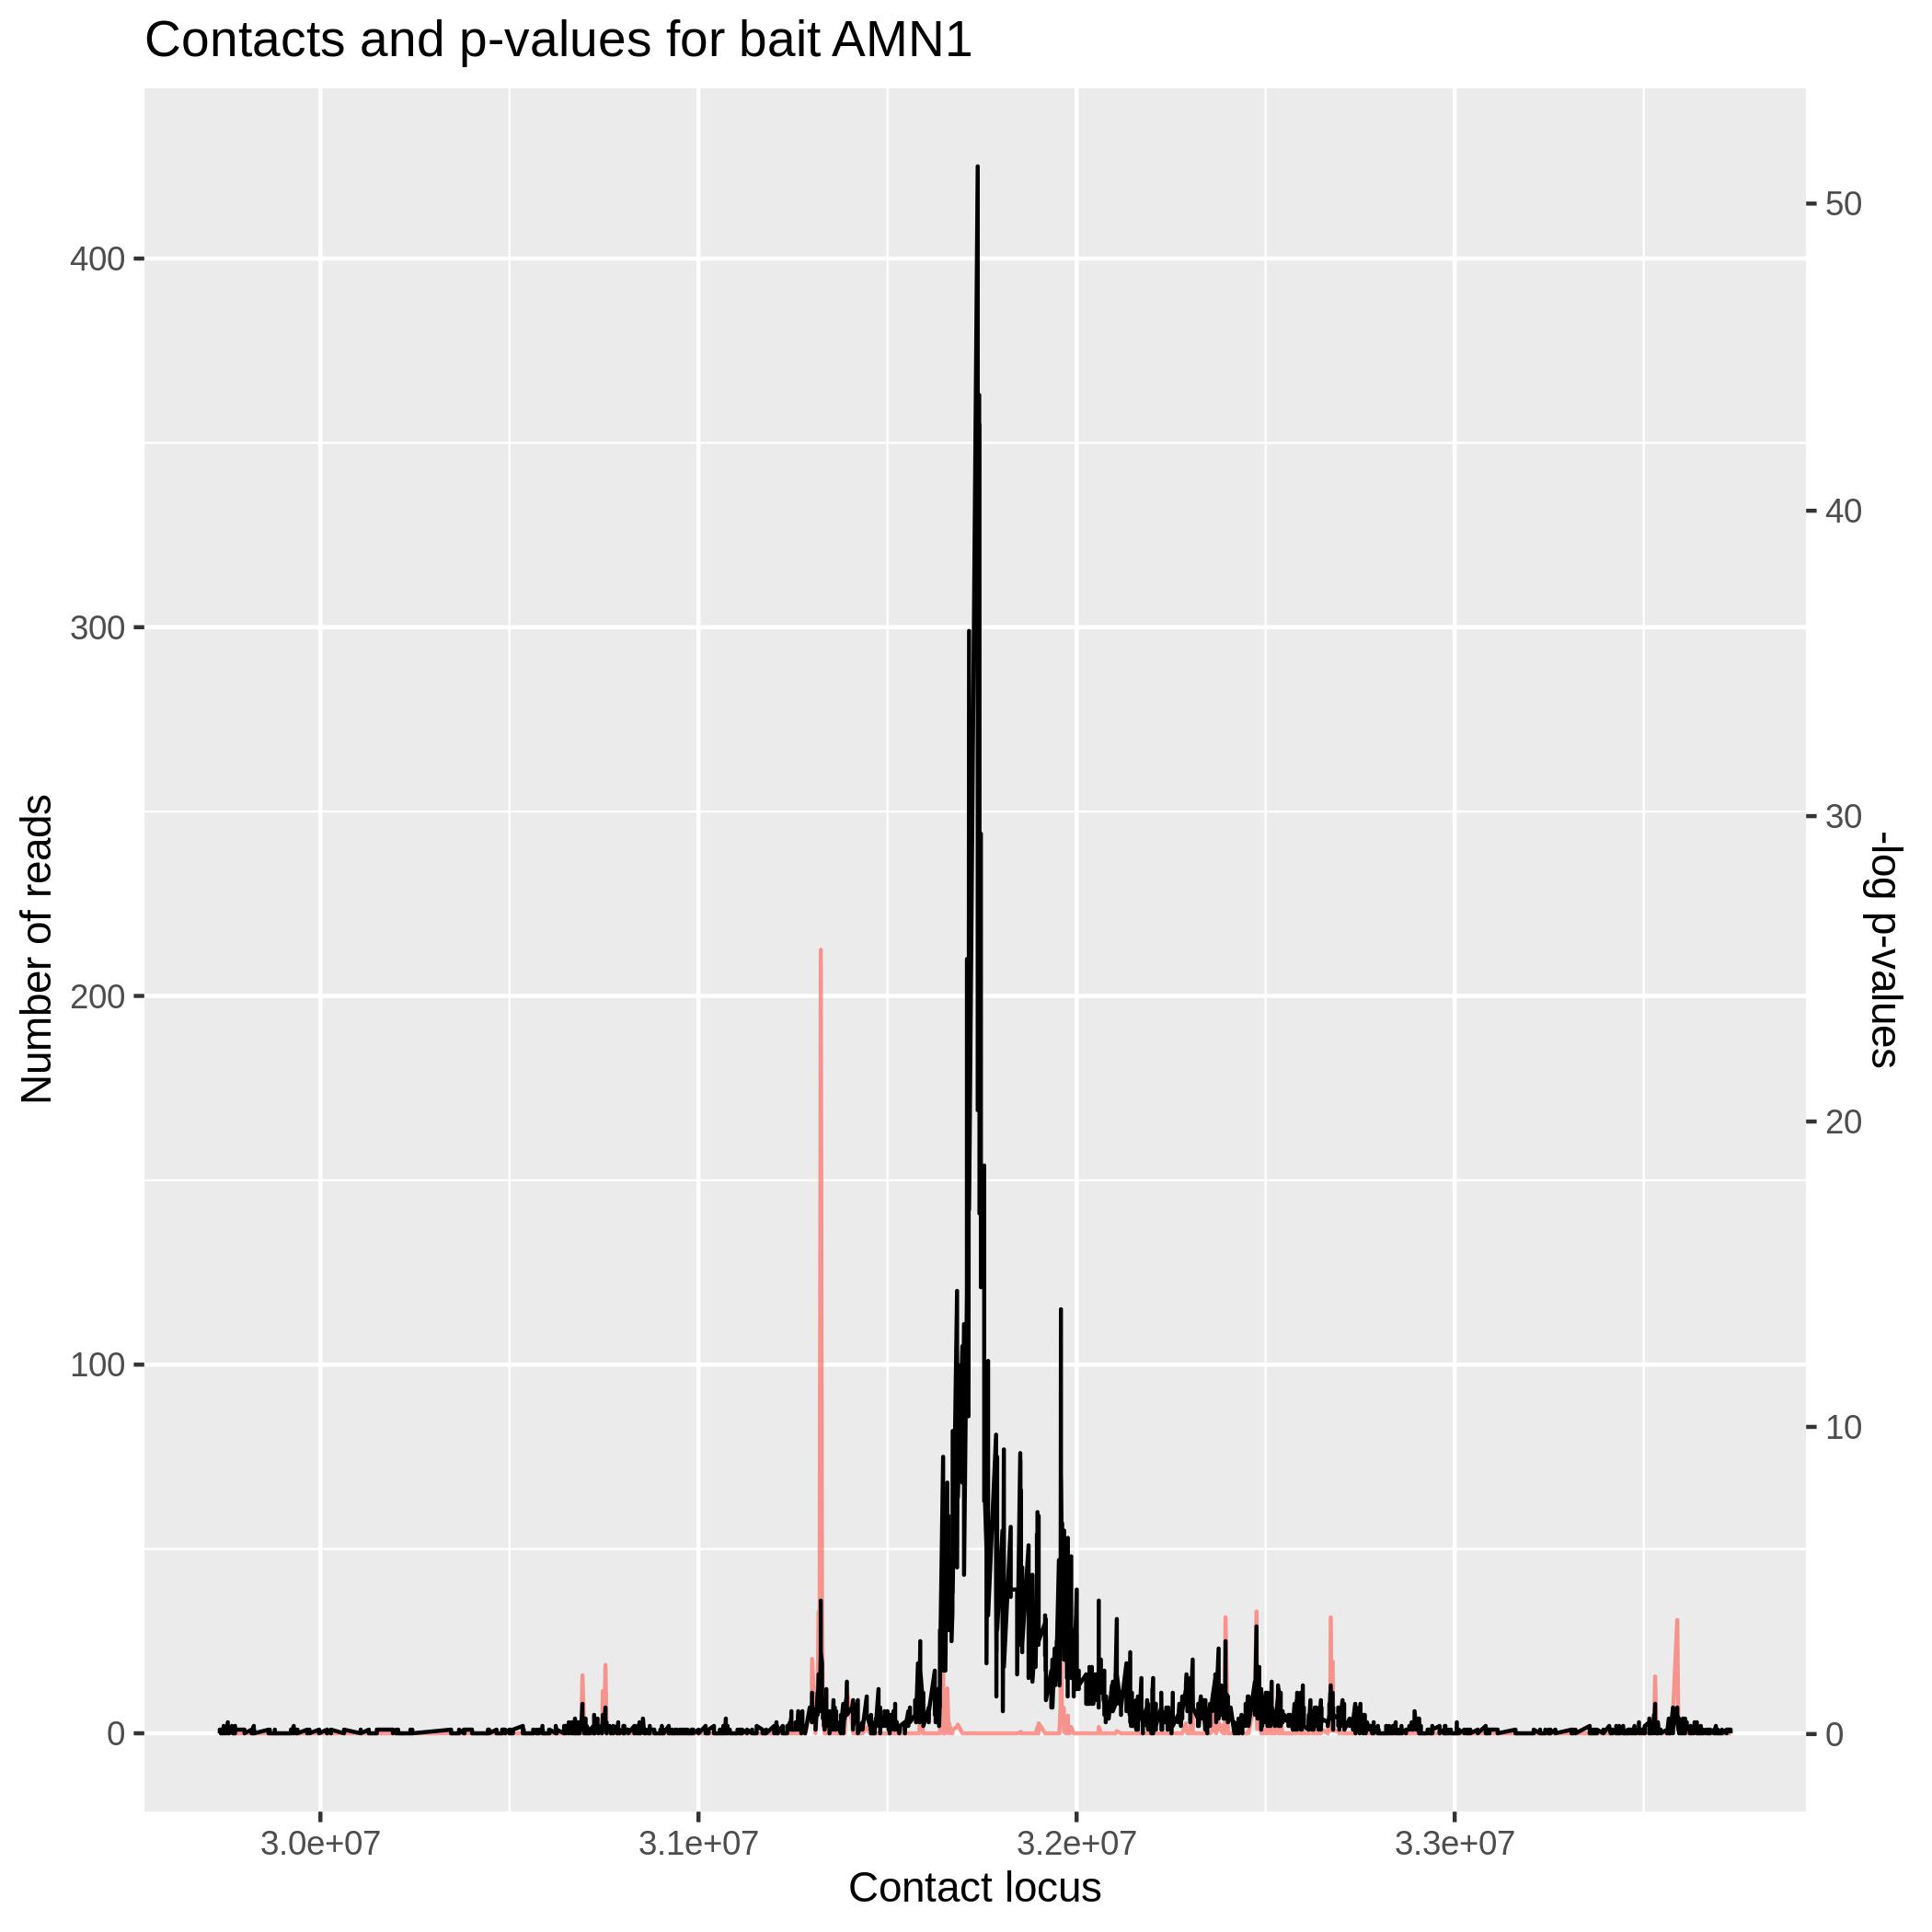 Contacts and p-values for bait AMN1
Number of reads
400
300
200
100
0
50
40
30
20
10
0
-log p-values
3.0e+07
3.1e+07
3.2e+07
3.3e+07
Contact locus